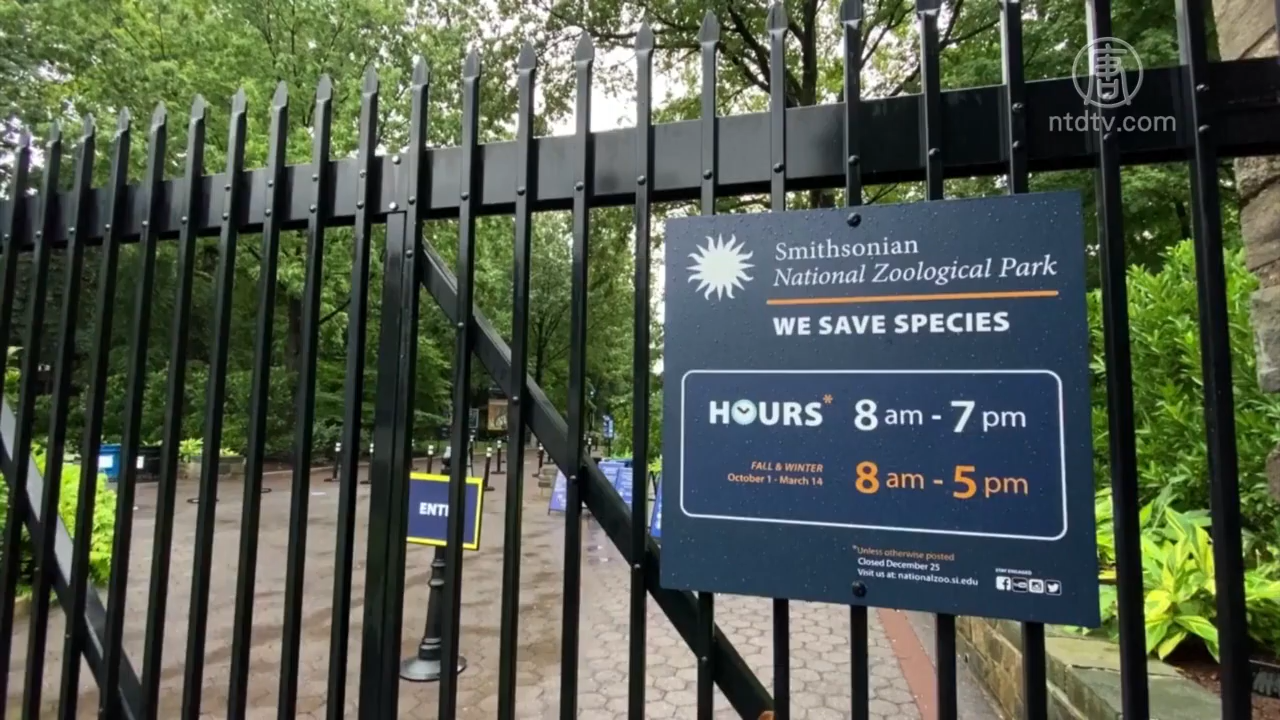 唐
ntdtv.com
Smithsonian
National Zoological Park
WE SAVE SPECIES
HOURS* 8 am - 7 pm
FALL & WINTER
October 1 - March 14
8 am - 5 pm
*Unless otherwise posted
Closed December 25
Visit us at: nationalzoo.si.edu
STAY ENGAGED
ENT